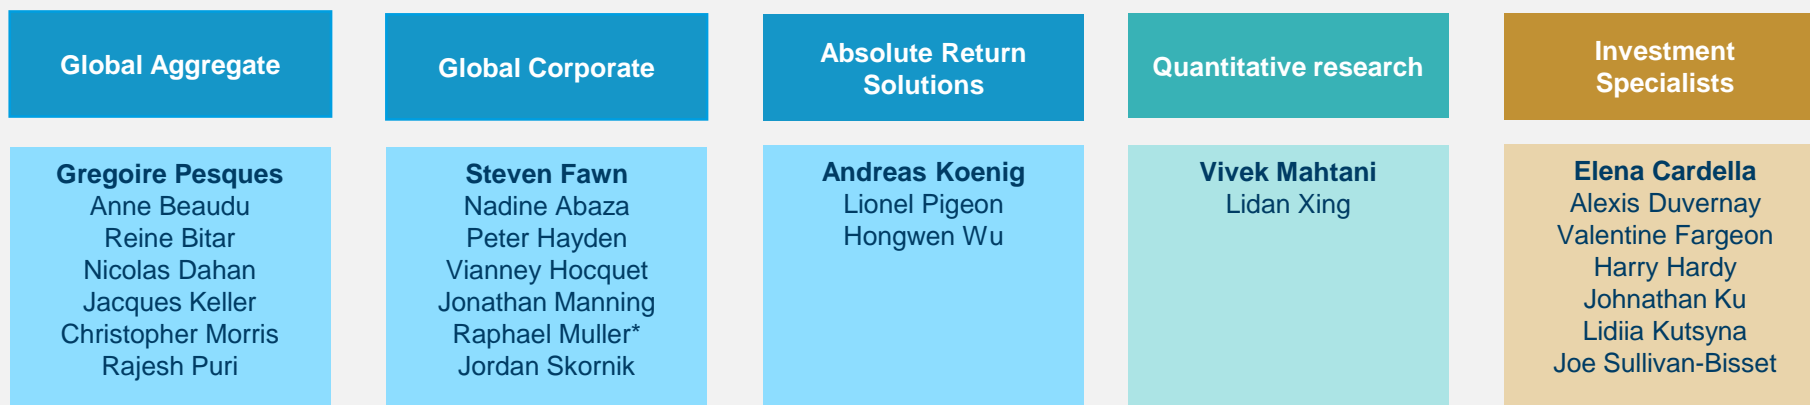 Global Aggregate
Gregoire Pesques
Anne Beaudu
Reine Bitar
Nicolas Dahan
Jacques Keller
Christopher Morris
Rajesh Puri
Global Corporate
Steven Fawn
Nadine Abaza
Peter Hayden
Vianney Hocquet
Jonathan Manning
Raphael Muller*
Jordan Skornik
Absolute Return
Solutions
Andreas Koenig
Lionel Pigeon
Hongwen Wu
Quantitative research
Vivek Mahtani
Lidan Xing
Investment
Specialists
Elena Cardella
Alexis Duvernay
Valentine Fargeon
Harry Hardy
Johnathan Ku
Lidiia Kutsyna
Joe Sullivan-Bisset